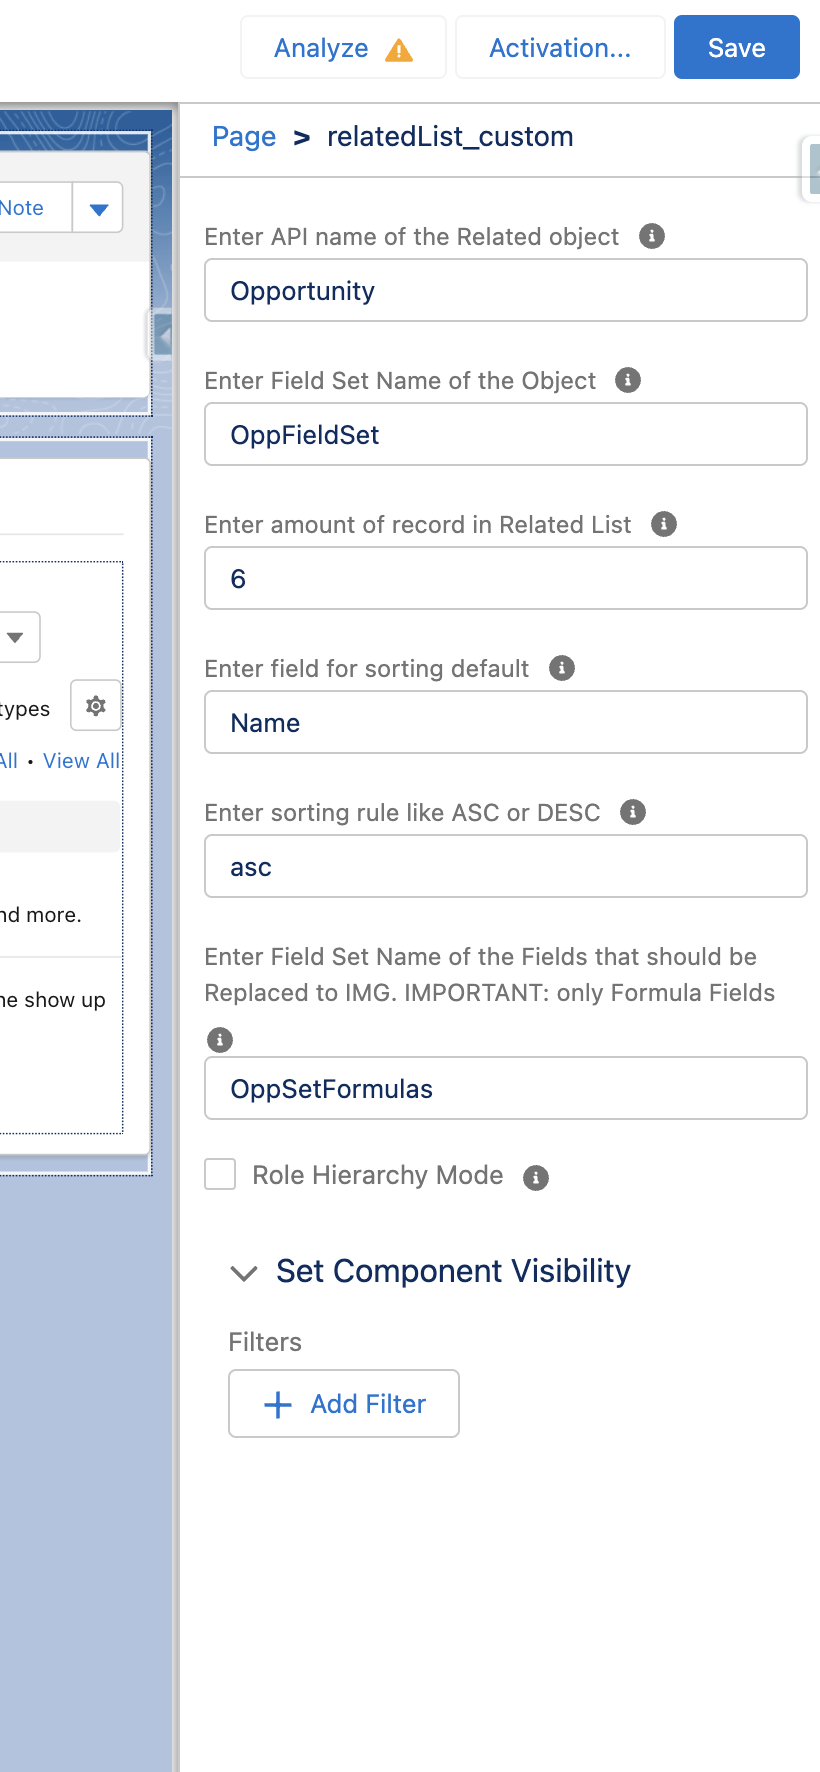 Analyze
Activation...
Save
Page > relatedList_custom
Note
Enter API name of the Related object
Opportunity
Enter Field Set Name of the Object
OppFieldSet
Enter amount of record in Related List
6
Enter field for sorting default
Name
types
All • View All
Enter sorting rule like ASC or DESC
asc
nd more.
Enter Field Set Name of the Fields that should be
Replaced to IMG. IMPORTANT: only Formula Fields
he show up
OppSetFormulas
Role Hierarchy Mode
Set Component Visibility
Filters
Add Filter